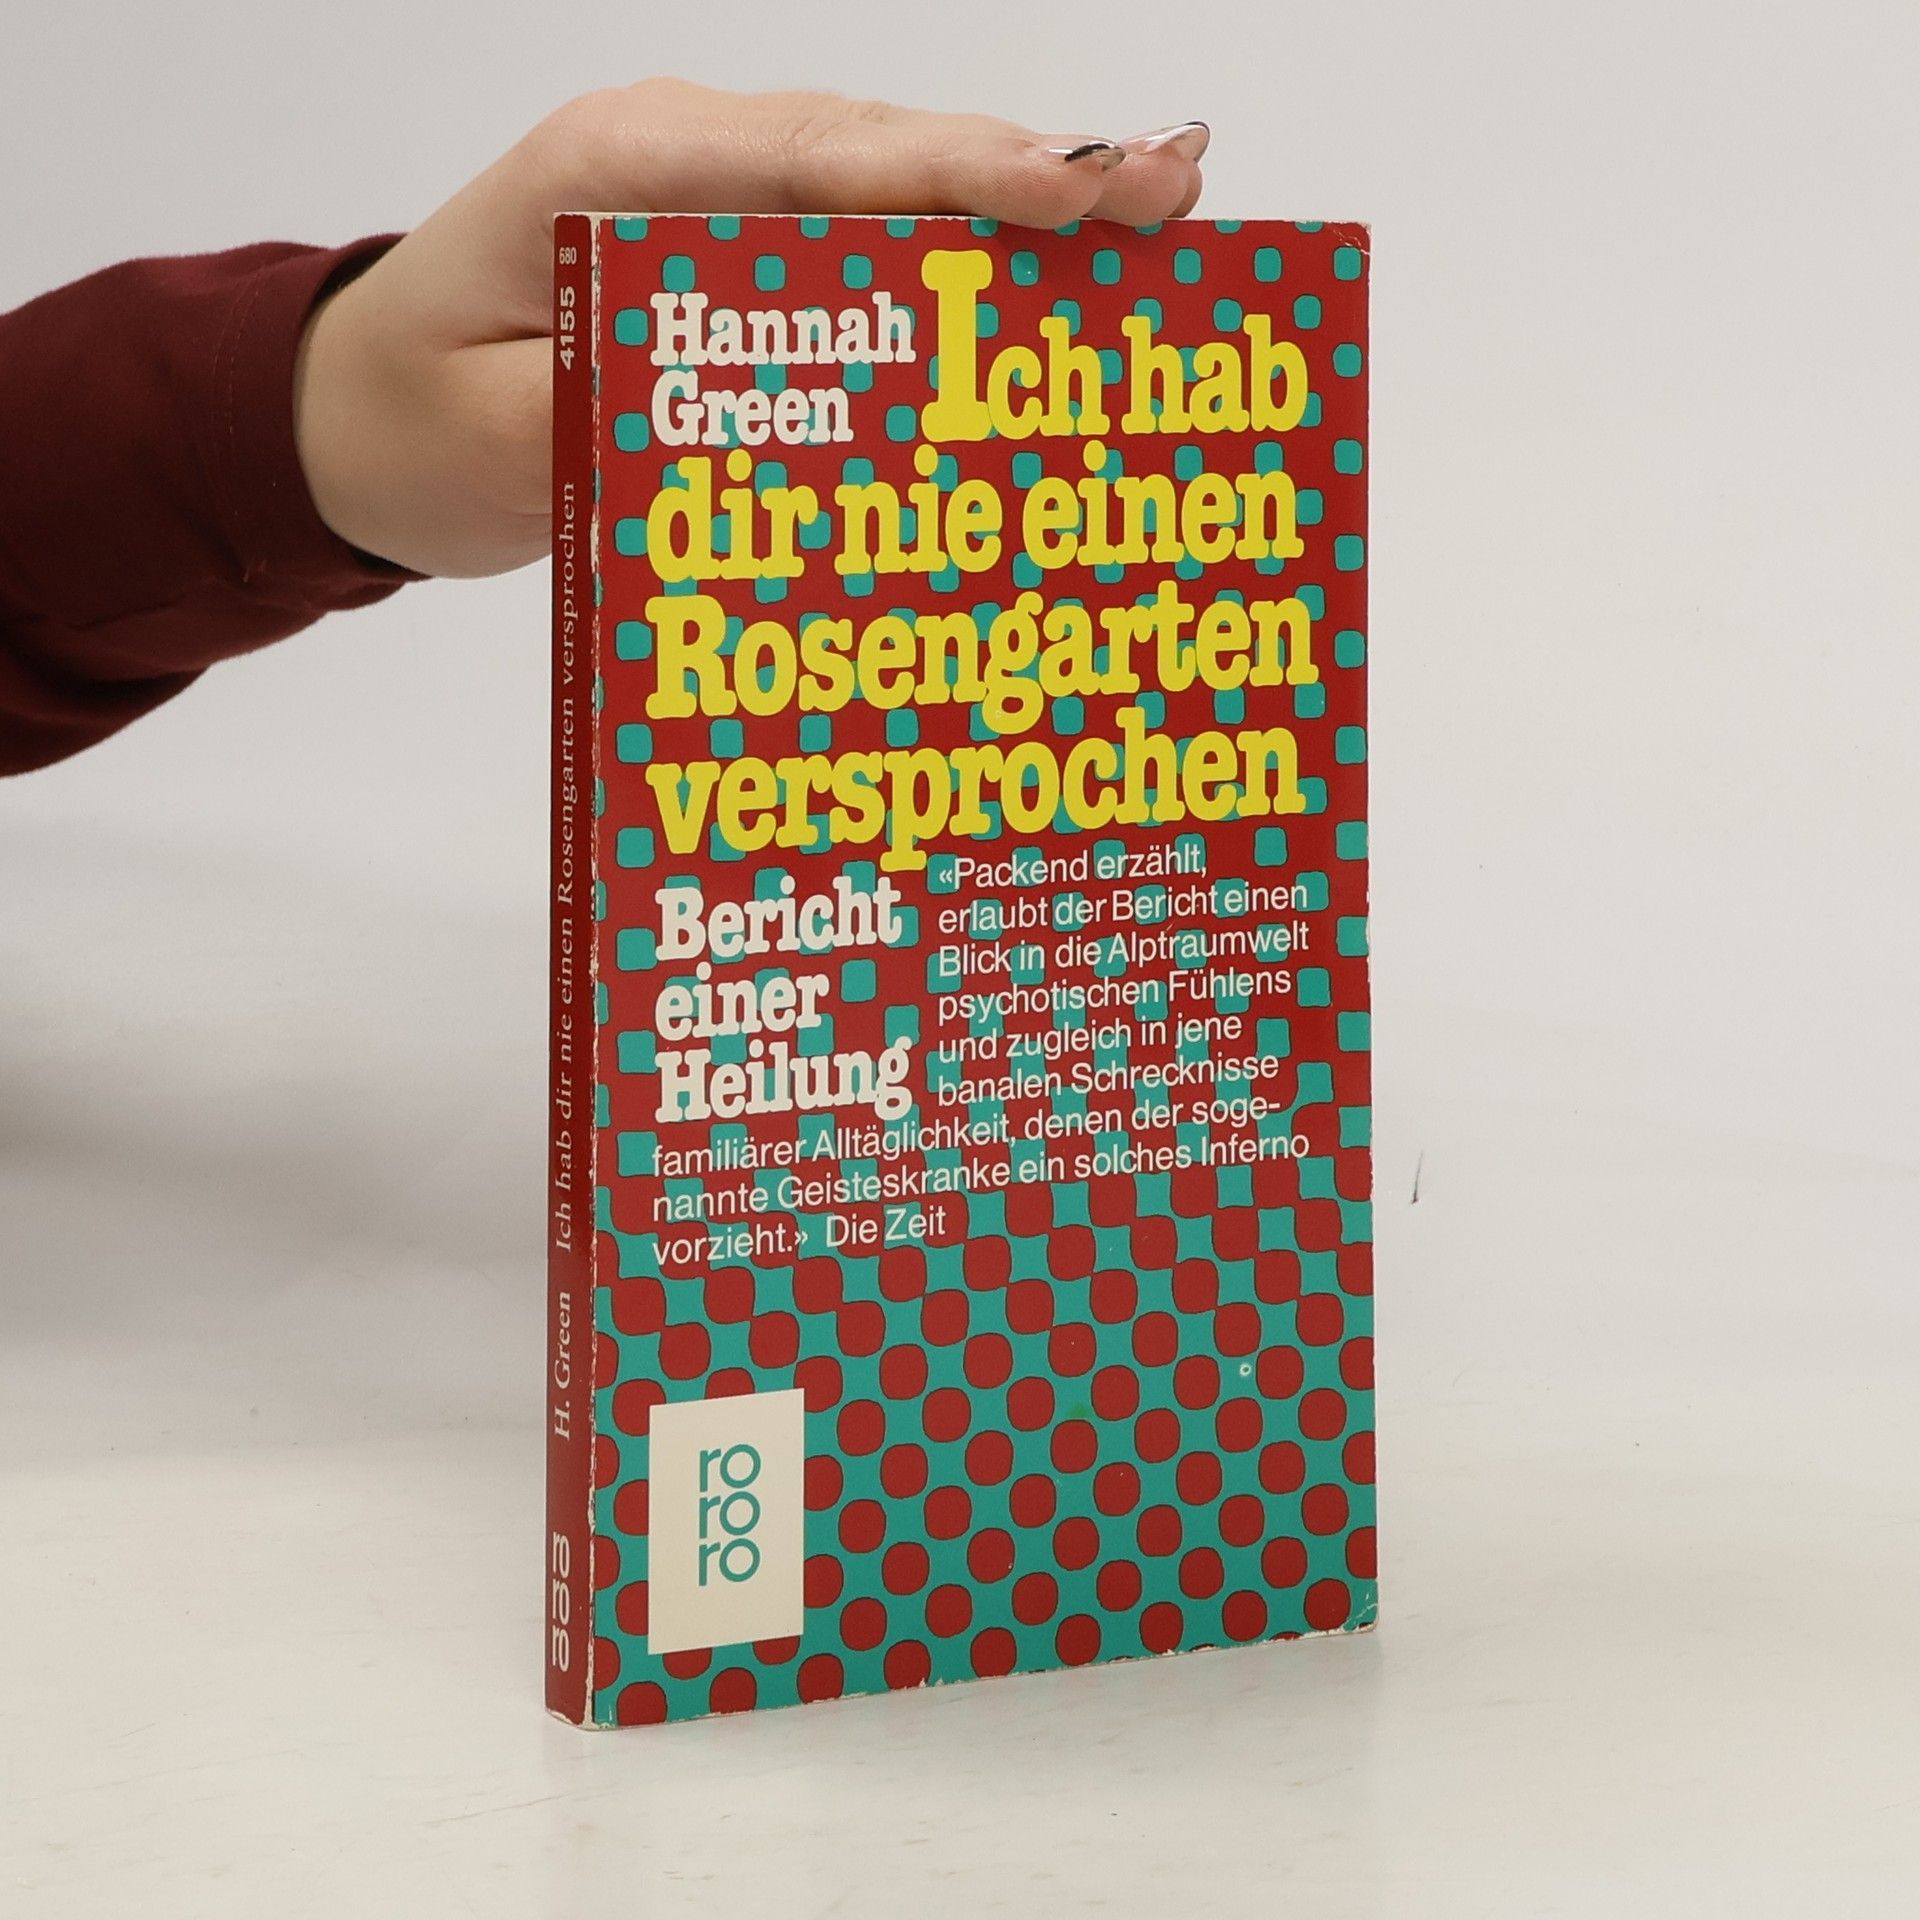 Hannah
Green
Ich hab
dir nie einen
Rosengarten
versprochen
Bericht
einer
Heilung
«Packend erzählt,
erlaubt der Bericht einen
Blick in die Alptraumwelt
psychotischen Fühlens
und zugleich in jene
banalen Schrecknisse
familiärer Alltäglichkeit, denen der soge-
nannte Geisteskranke ein solches Inferno
vorzieht.» Die Zeit
ro
ro
ro
680
4155
H. Green Ich hab dir nie einen Rosengarten versprochen
rororo